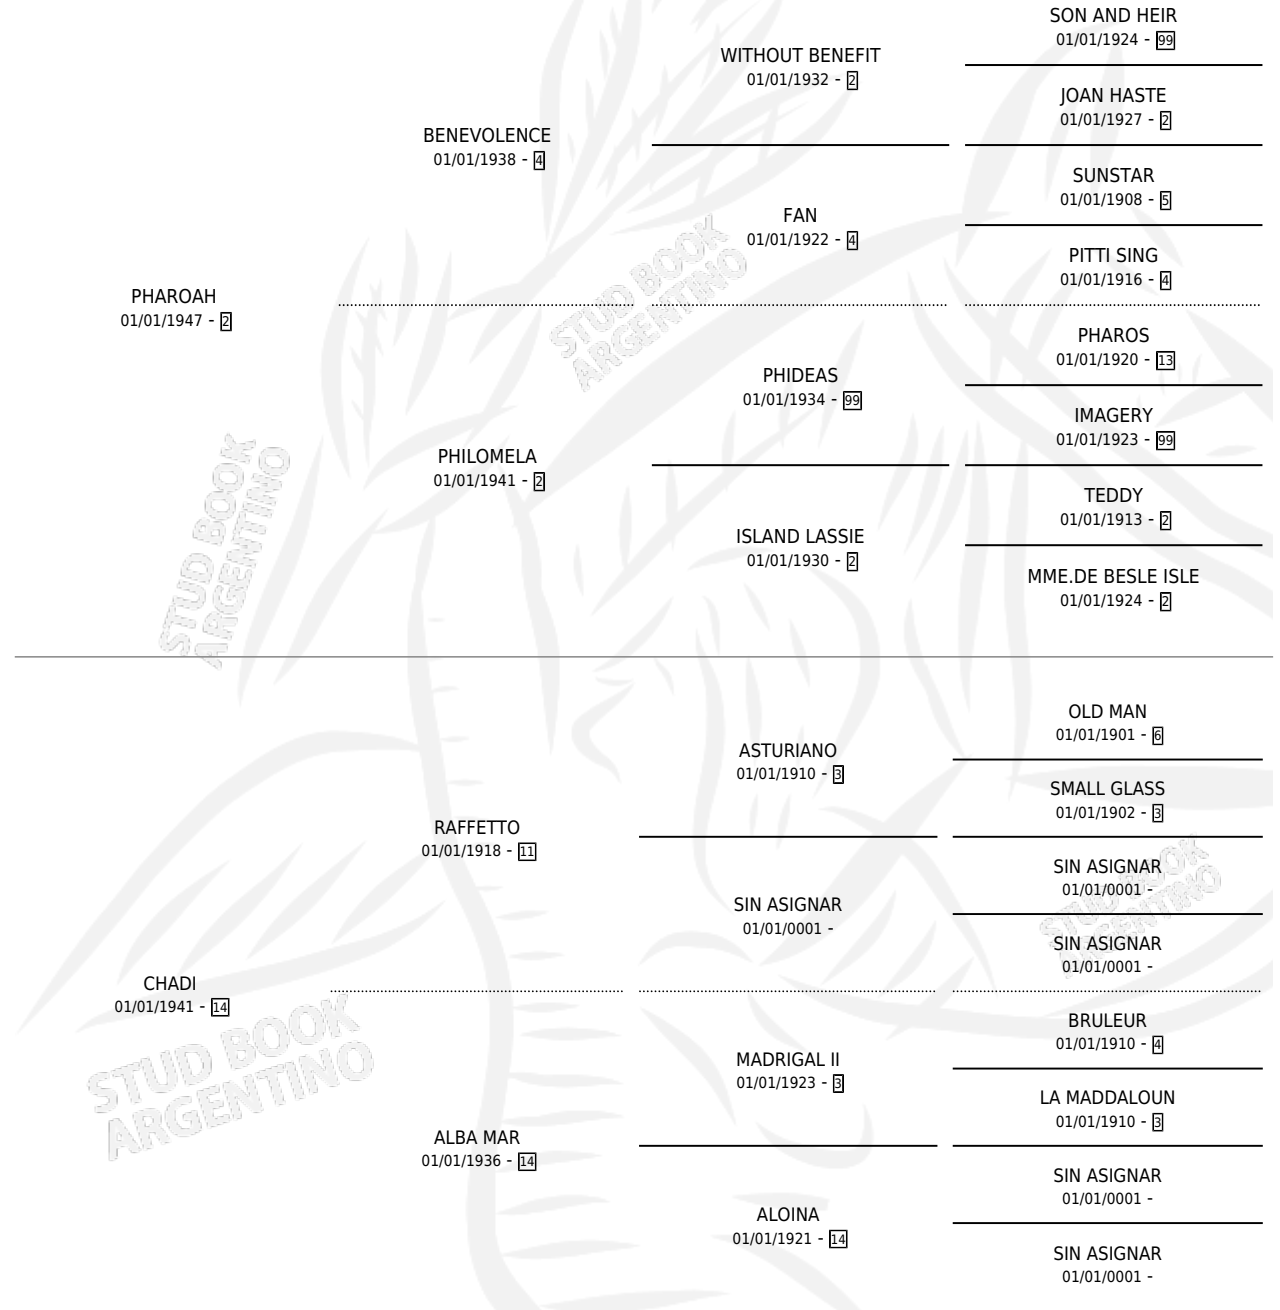 SON AND HEIR
01/01/1924 - 99
WITHOUT BENEFIT
01/01/1932 - 2
JOAN HASTE
01/01/1927 - 2
BENEVOLENCE
01/01/1938 - 4
SUNSTAR
01/01/1908 - 5
FAN
01/01/1922 - 4
PITTI SING
01/01/1916 - 4
PHAROAH
01/01/1947 - 2
PHAROS
01/01/1920 - 13
PHIDEAS
01/01/1934 - 99
IMAGERY
01/01/1923 - 99
PHILOMELA
01/01/1941 - 2
TEDDY
01/01/1913 - 2
ISLAND LASSIE
01/01/1930 - 2
MME.DE BESLE ISLE
01/01/1924 - 2
OLD MAN
01/01/1901 - 6
ASTURIANO
01/01/1910 - 3
SMALL GLASS
01/01/1902 - 3
RAFFETTO
01/01/1918 - 11
SIN ASIGNAR
01/01/0001 -
SIN ASIGNAR
01/01/0001 -
SIN ASIGNAR
01/01/0001 -
CHADI
01/01/1941 - 14
BRULEUR
01/01/1910 - 4
MADRIGAL II
01/01/1923 - 3
LA MADDALOUN
01/01/1910 - 3
ALBA MAR
01/01/1936 - 14
SIN ASIGNAR
01/01/0001 -
ALOINA
01/01/1921 - 14
SIN ASIGNAR
01/01/0001 -
STUD BOOK
ARGENTINO
STUD BOOK
ARGENTINO
STUD BOOK
ARGENTINO
STUD BOOK
ARGENTINO